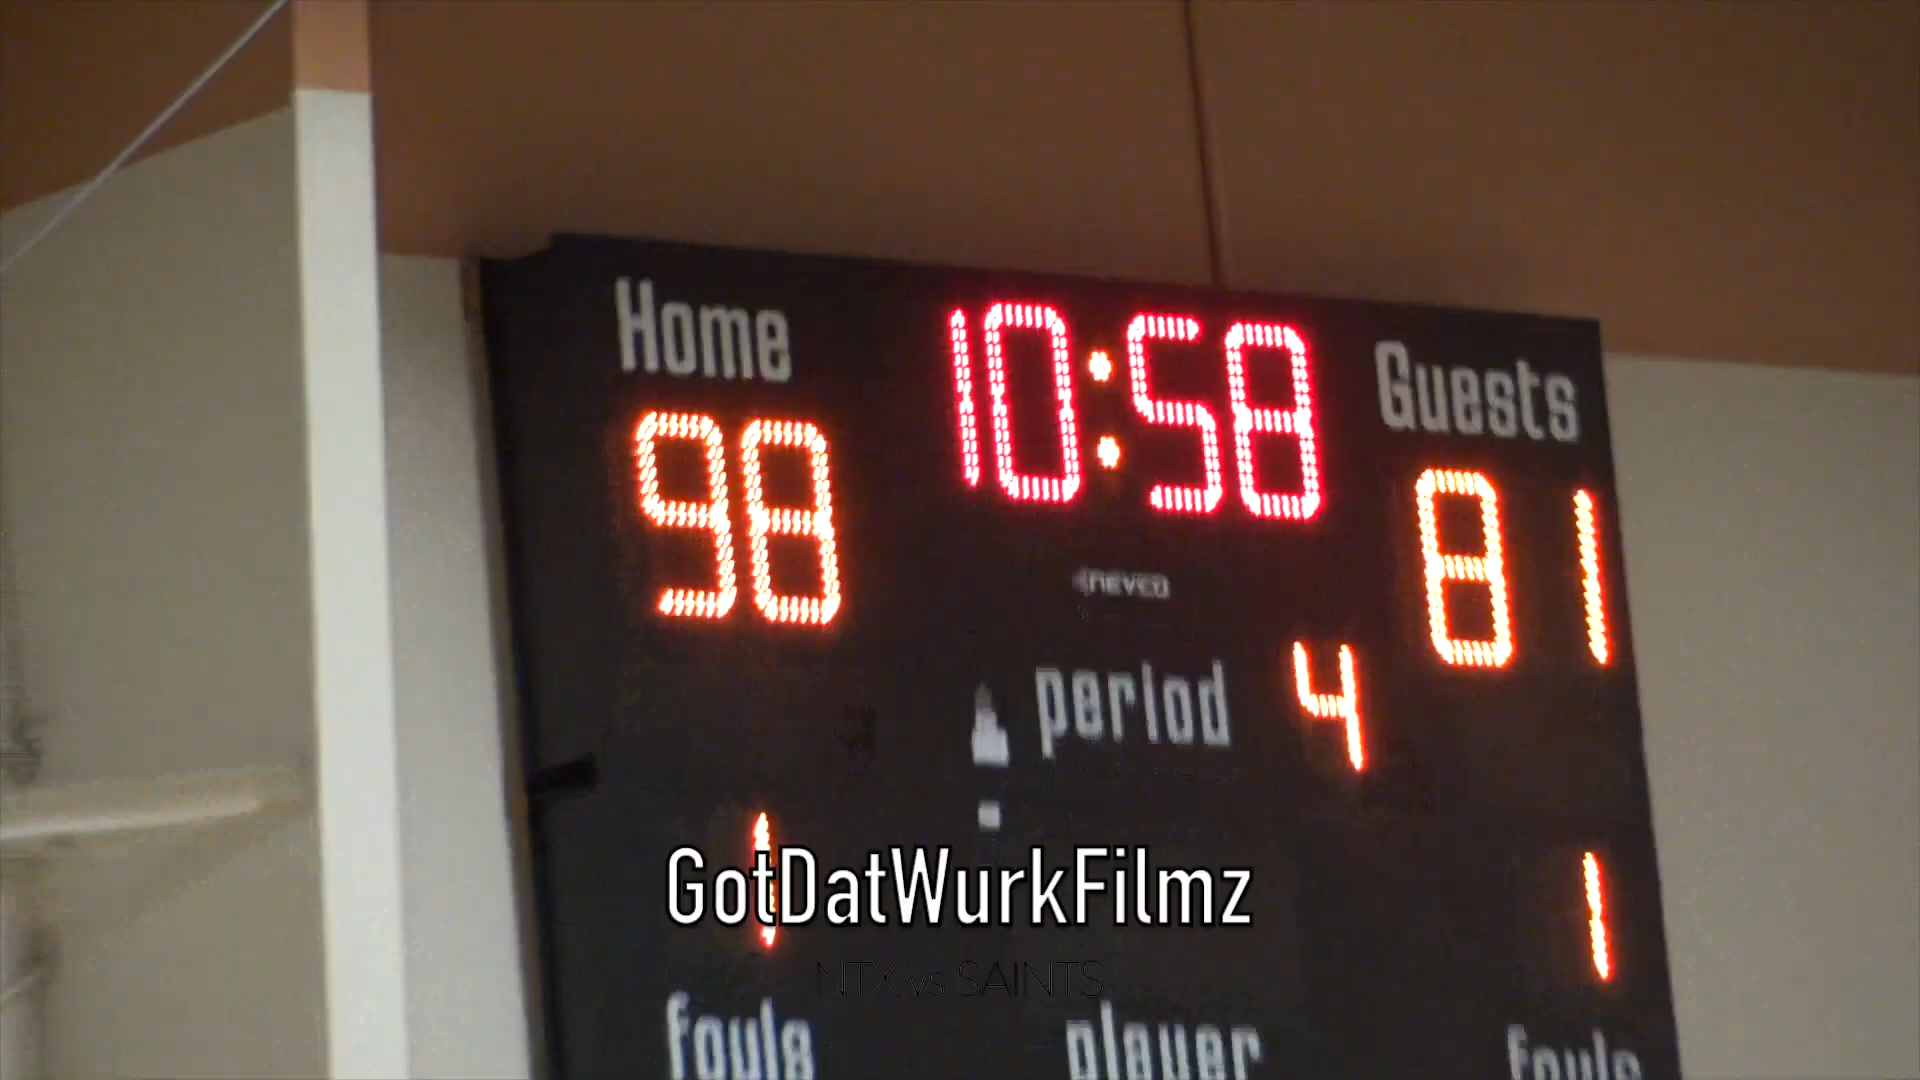 Home 10:58 Guests
98 81
nevco
period 4
1 1
GotDatWurkFilmz
NTX vs SAINTS
fouls player fouls